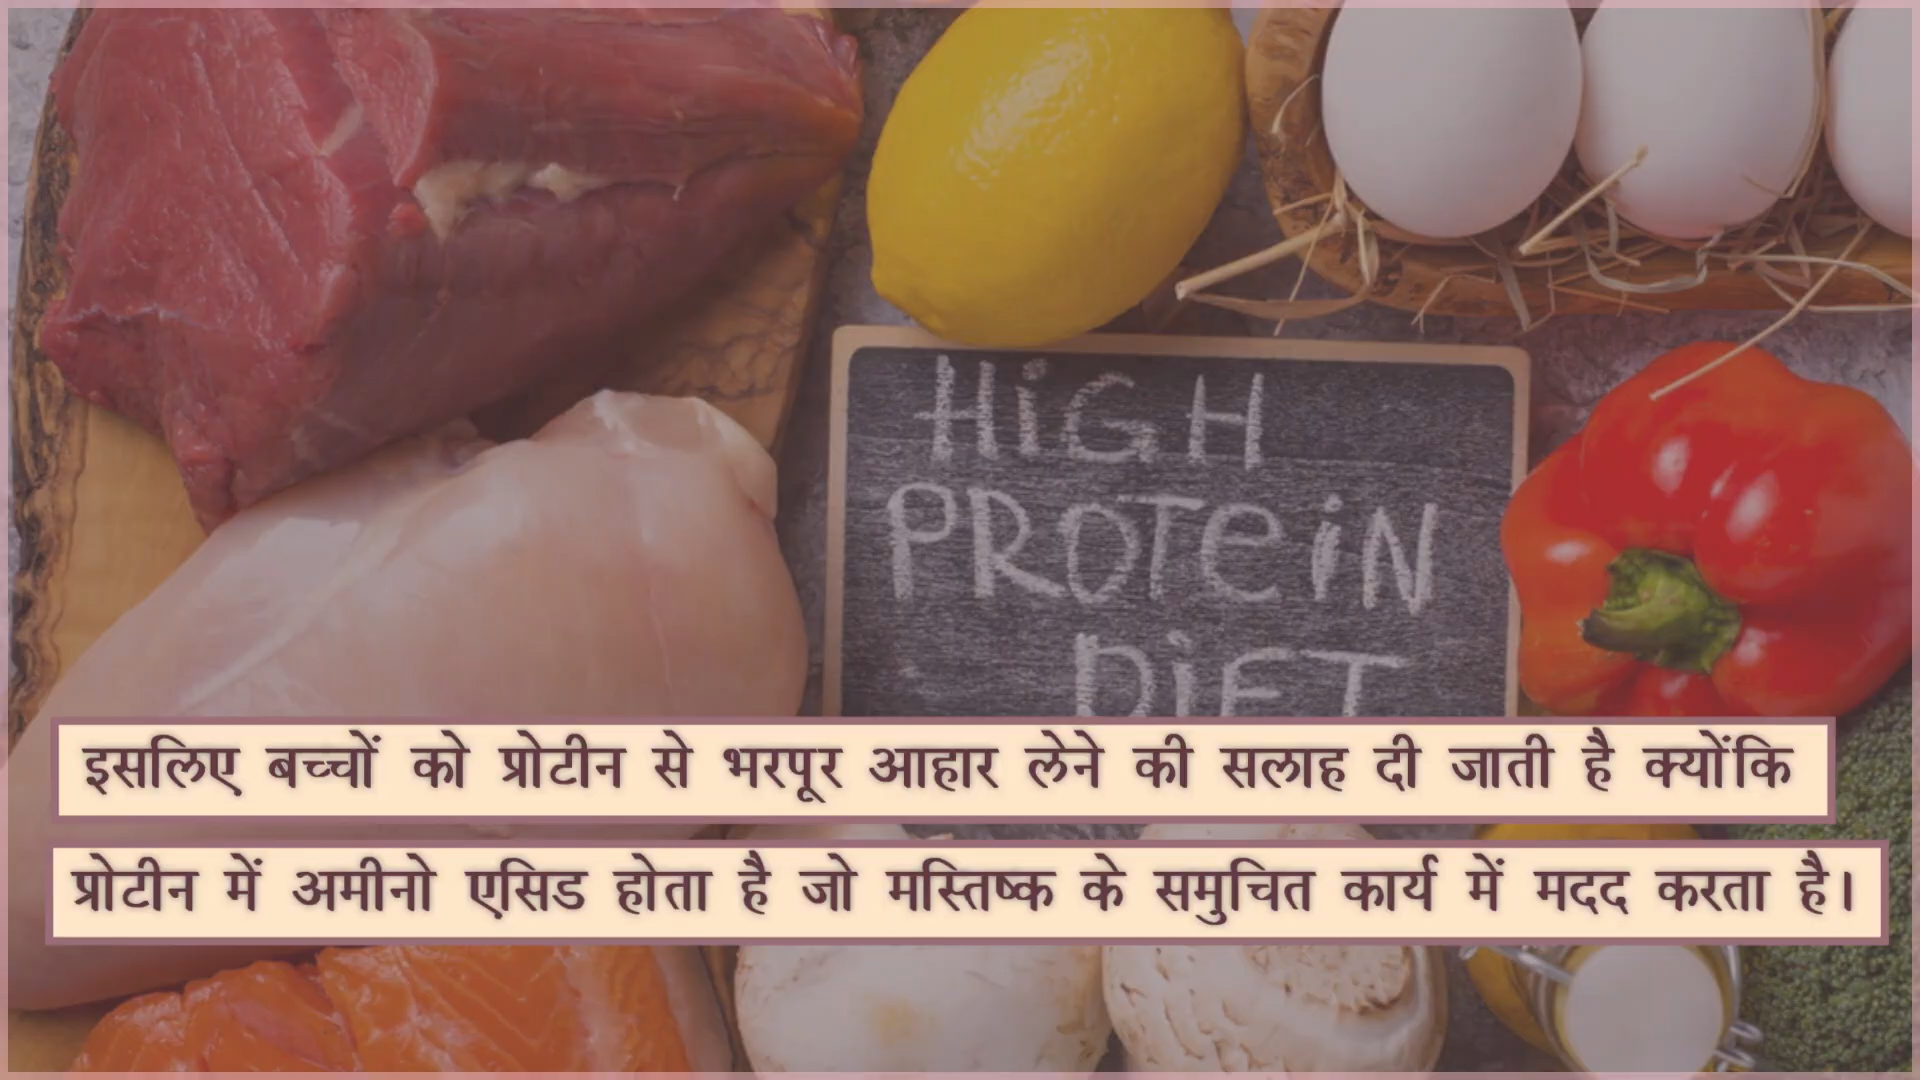 HiGH
PROTeiN
DiET
इसलिए बच्चों को प्रोटीन से भरपूर आहार लेने की सलाह दी जाती है क्योंकि
प्रोटीन में अमीनो एसिड होता है जो मस्तिष्क के समुचित कार्य में मदद करता है।